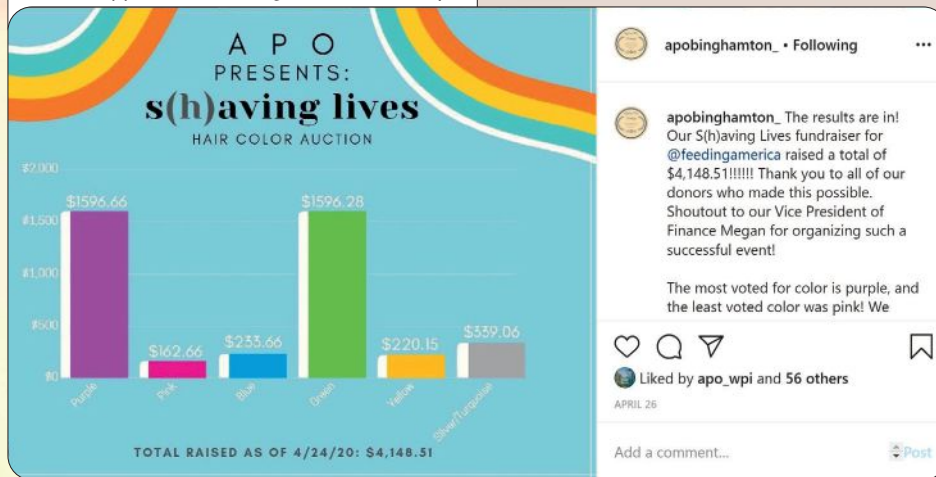 A P O
PRESENTS:
s(h)aving lives
HAIR COLOR AUCTION
$2,000
$1,500
$1,000
$500
$0
$1596.66
$162.66
$233.66
$1596.28
$220.15
$339.06
Purple
Pink
Blue
Green
Yellow
Silver/Turquoise
TOTAL RAISED AS OF 4/24/20: $4,148.51
apobinghamton_ • Following
apobinghamton_ The results are in!
Our S(h)aving Lives fundraiser for
@feedingamerica raised a total of
$4,148.51!!!!!! Thank you to all of our
donors who made this possible.
Shoutout to our Vice President of
Finance Megan for organizing such a
successful event!
The most voted for color is purple, and
the least voted color was pink! We
Liked by apo_wpi and 56 others
APRIL 26
Add a comment...
Post